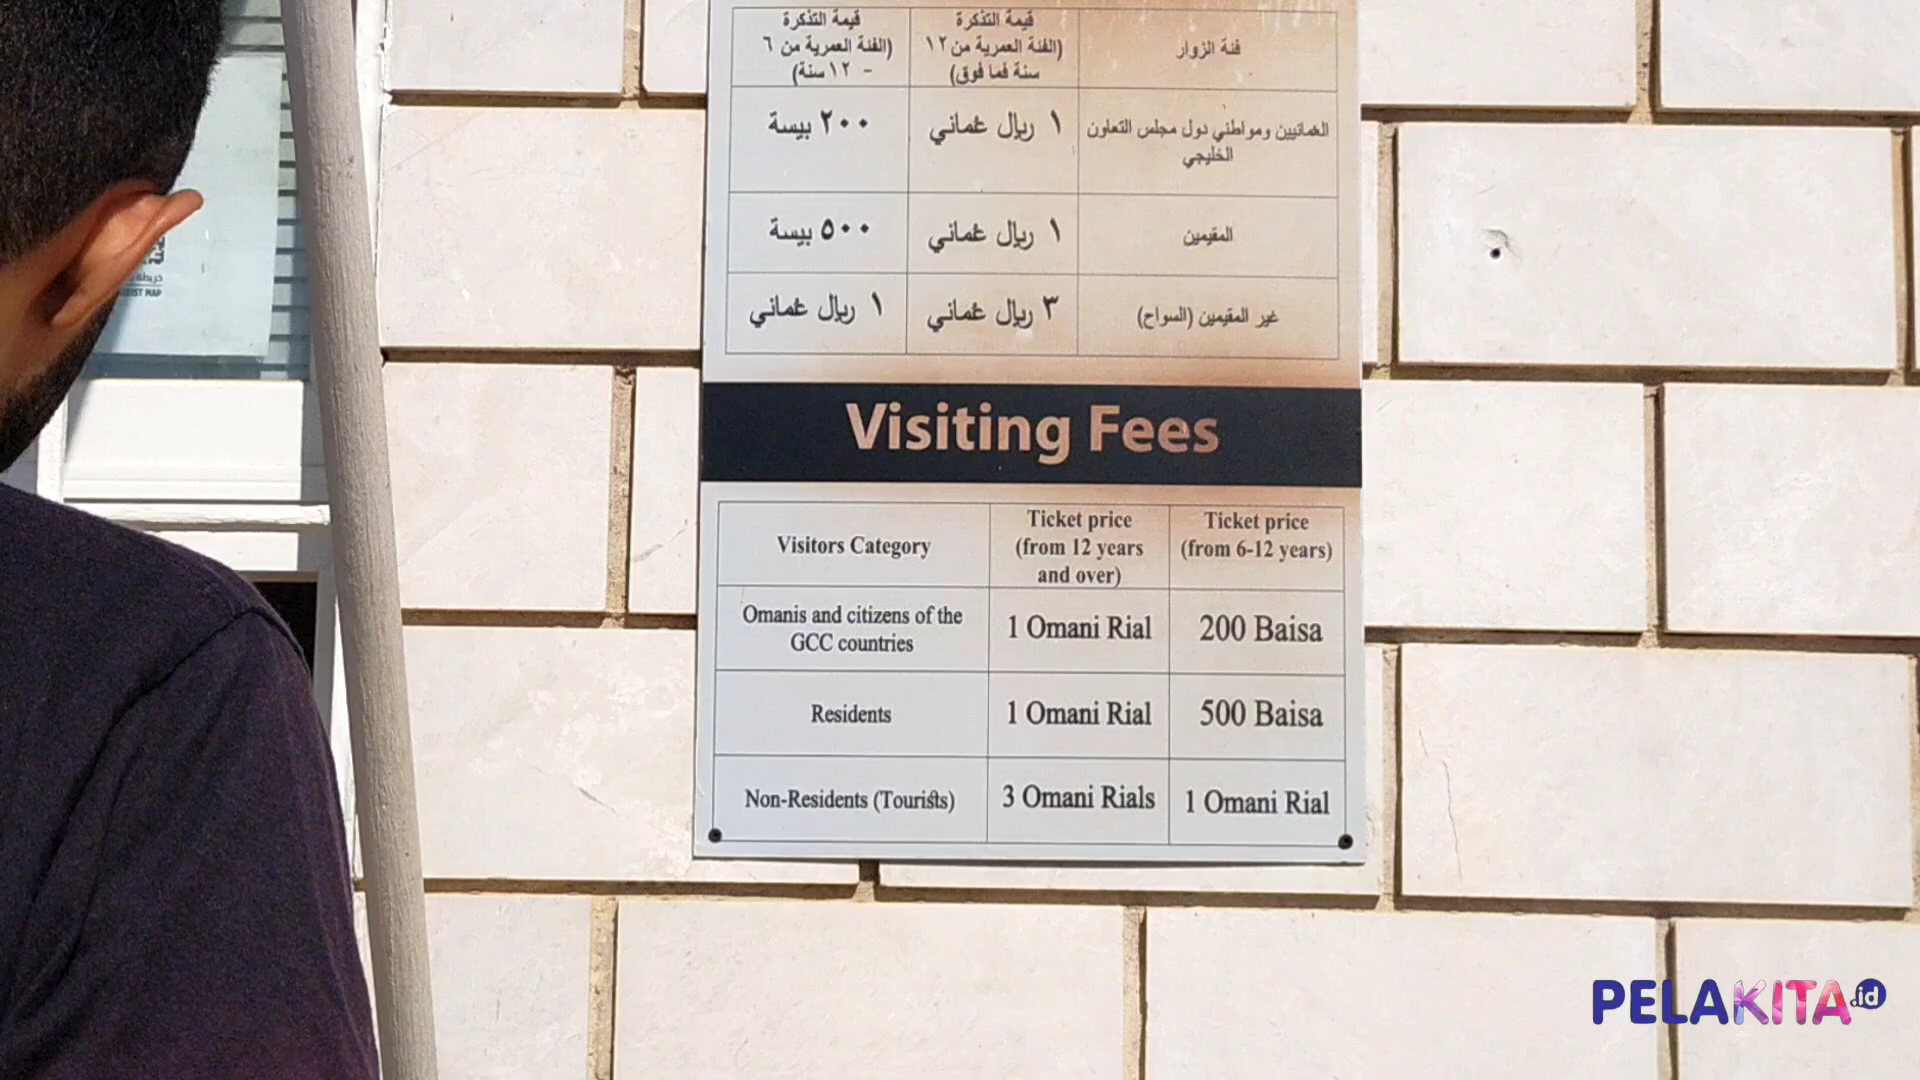 فئة الزوار
قيمة التذكرة
(الفئة العمرية من ١٢
سنة فما فوق)
قيمة التذكرة
(الفئة العمرية من ٦
- ١٢ سنة)
العمانيين ومواطني دول مجلس التعاون
الخليجي
١ ريال عماني
٢٠٠ بيسة
المقيمين
١ ريال عماني
٥٠٠ بيسة
غير المقيمين (السواح)
٣ ريال عماني
١ ريال عماني
Visiting Fees
Visitors Category
Ticket price
(from 12 years
and over)
Ticket price
(from 6-12 years)
Omanis and citizens of the
GCC countries
1 Omani Rial
200 Baisa
Residents
1 Omani Rial
500 Baisa
Non-Residents (Tourists)
3 Omani Rials
1 Omani Rial
MAP
PELAKITA.id